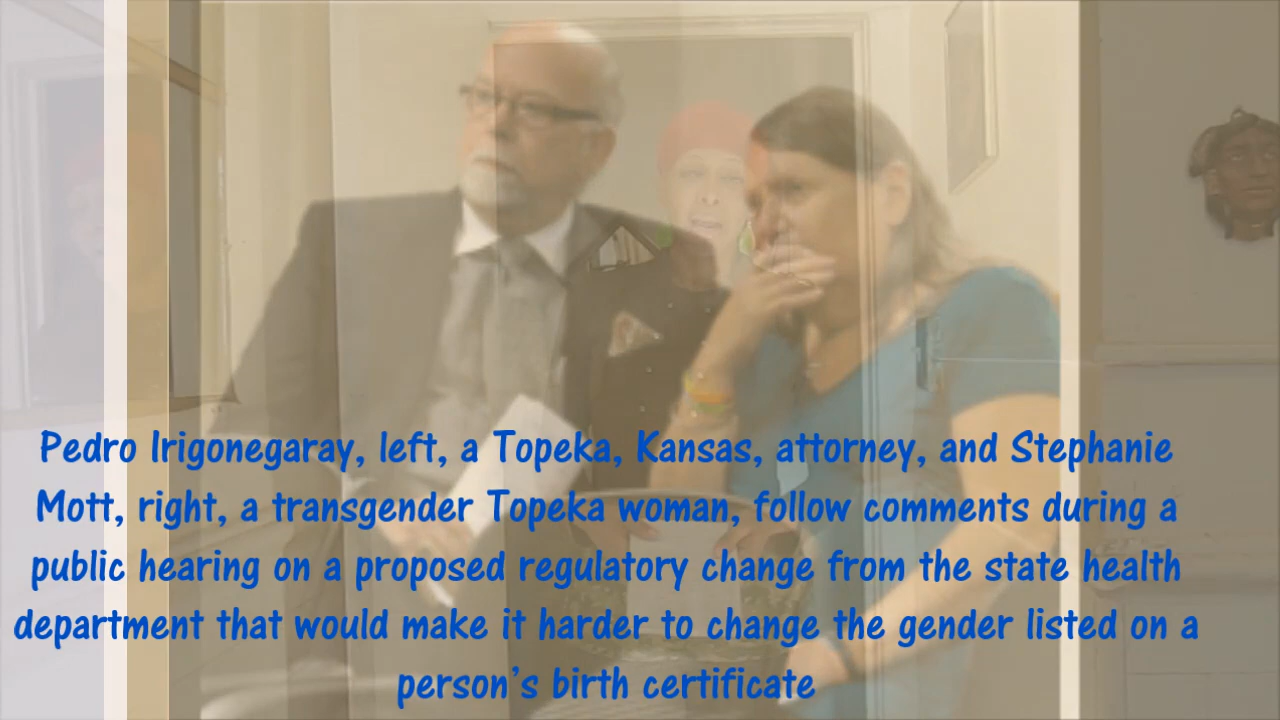 Pedro Irigonegaray, left, a Topeka, Kansas, attorney, and Stephanie
Mott, right, a transgender Topeka woman, follow comments during a
public hearing on a proposed regulatory change from the state health
department that would make it harder to change the gender listed on a
person's birth certificate